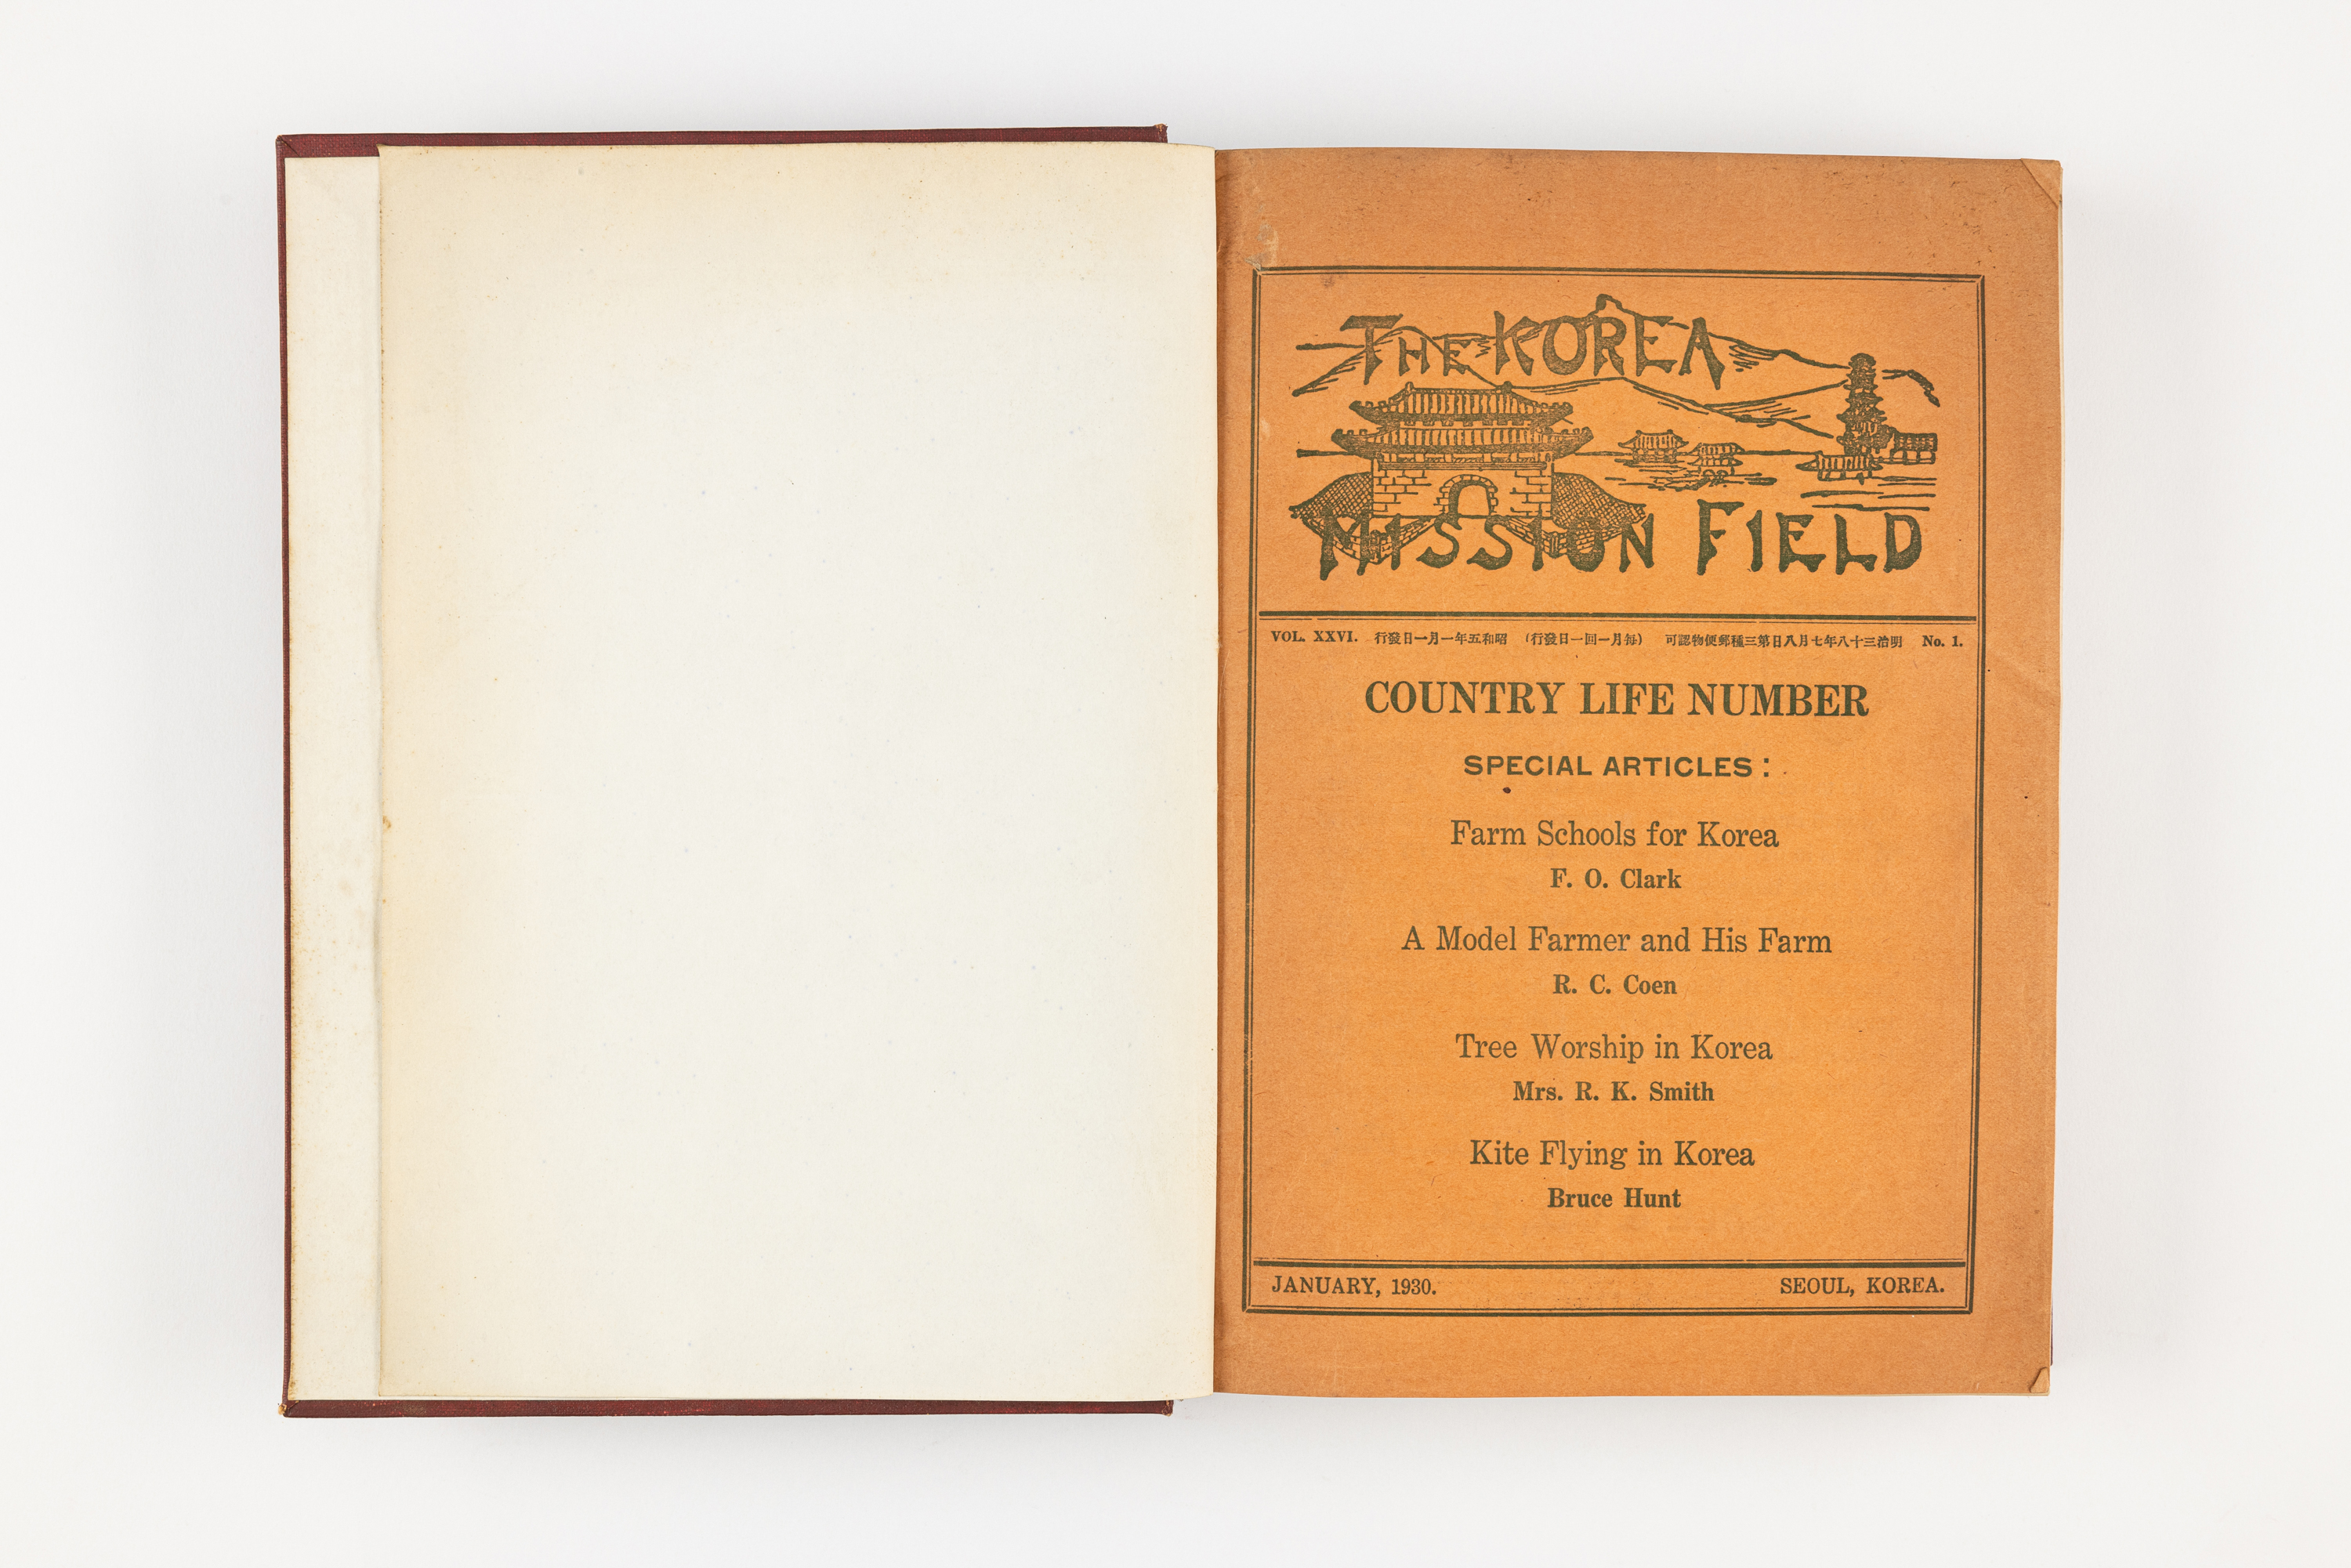 THE KOREA
MISSION FIELD
VOL. XXVI. 行發日一月一年五和昭 (行發日一回一月每) 可認物便郵種三第日八月七年八十三治明 No. 1.
COUNTRY LIFE NUMBER
SPECIAL ARTICLES :
Farm Schools for Korea
F. O. Clark
A Model Farmer and His Farm
R. C. Coen
Tree Worship in Korea
Mrs. R. K. Smith
Kite Flying in Korea
Bruce Hunt
JANUARY, 1930. SEOUL, KOREA.